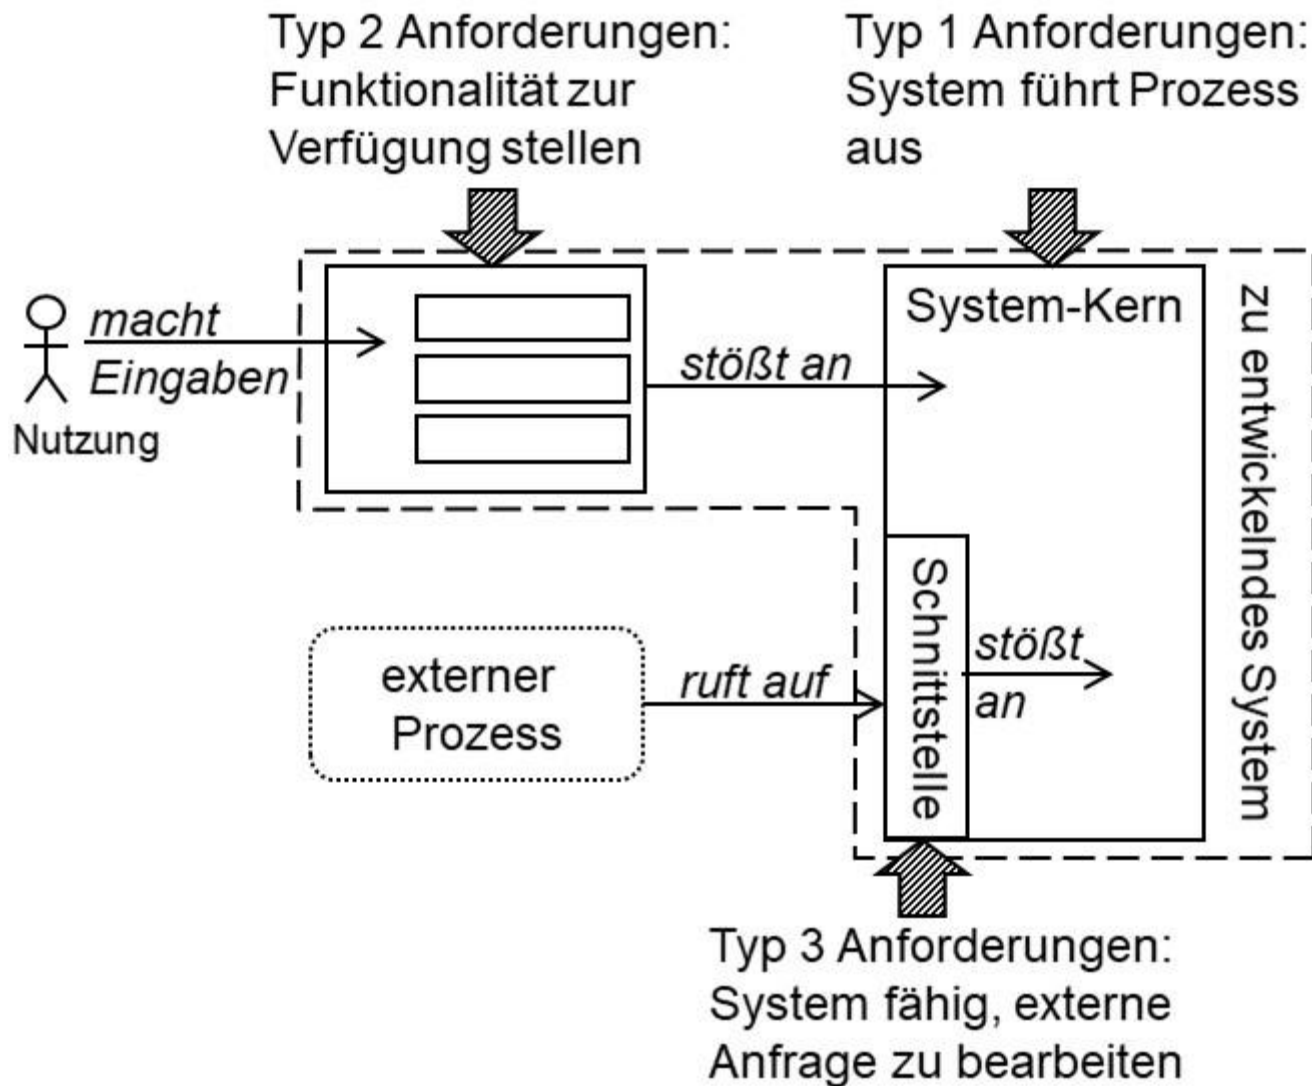 Typ 2 Anforderungen:
Funktionalität zur
Verfügung stellen
Typ 1 Anforderungen:
System führt Prozess
aus
macht
Eingaben
Nutzung
stößt an
System-Kern
zu entwickelndes System
externer
Prozess
ruft auf
Schnittstelle
stößt
an
Typ 3 Anforderungen:
System fähig, externe
Anfrage zu bearbeiten